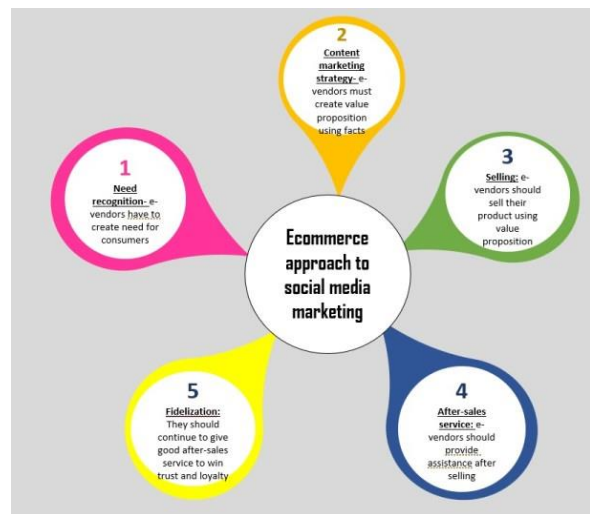 Ecommerce
approach to
social media
marketing
1
Need
recognition- e-
vendors have to
create need for
consumers
2
Content
marketing
strategy- e-
vendors must
create value
proposition
using facts
3
Selling: e-
vendors should
sell their
product using
value
proposition
4
After-sales
service: e-
vendors should
provide
assistance after
selling
5
Fidelization:
They should
continue to give
good after-sales
service to win
trust and loyalty